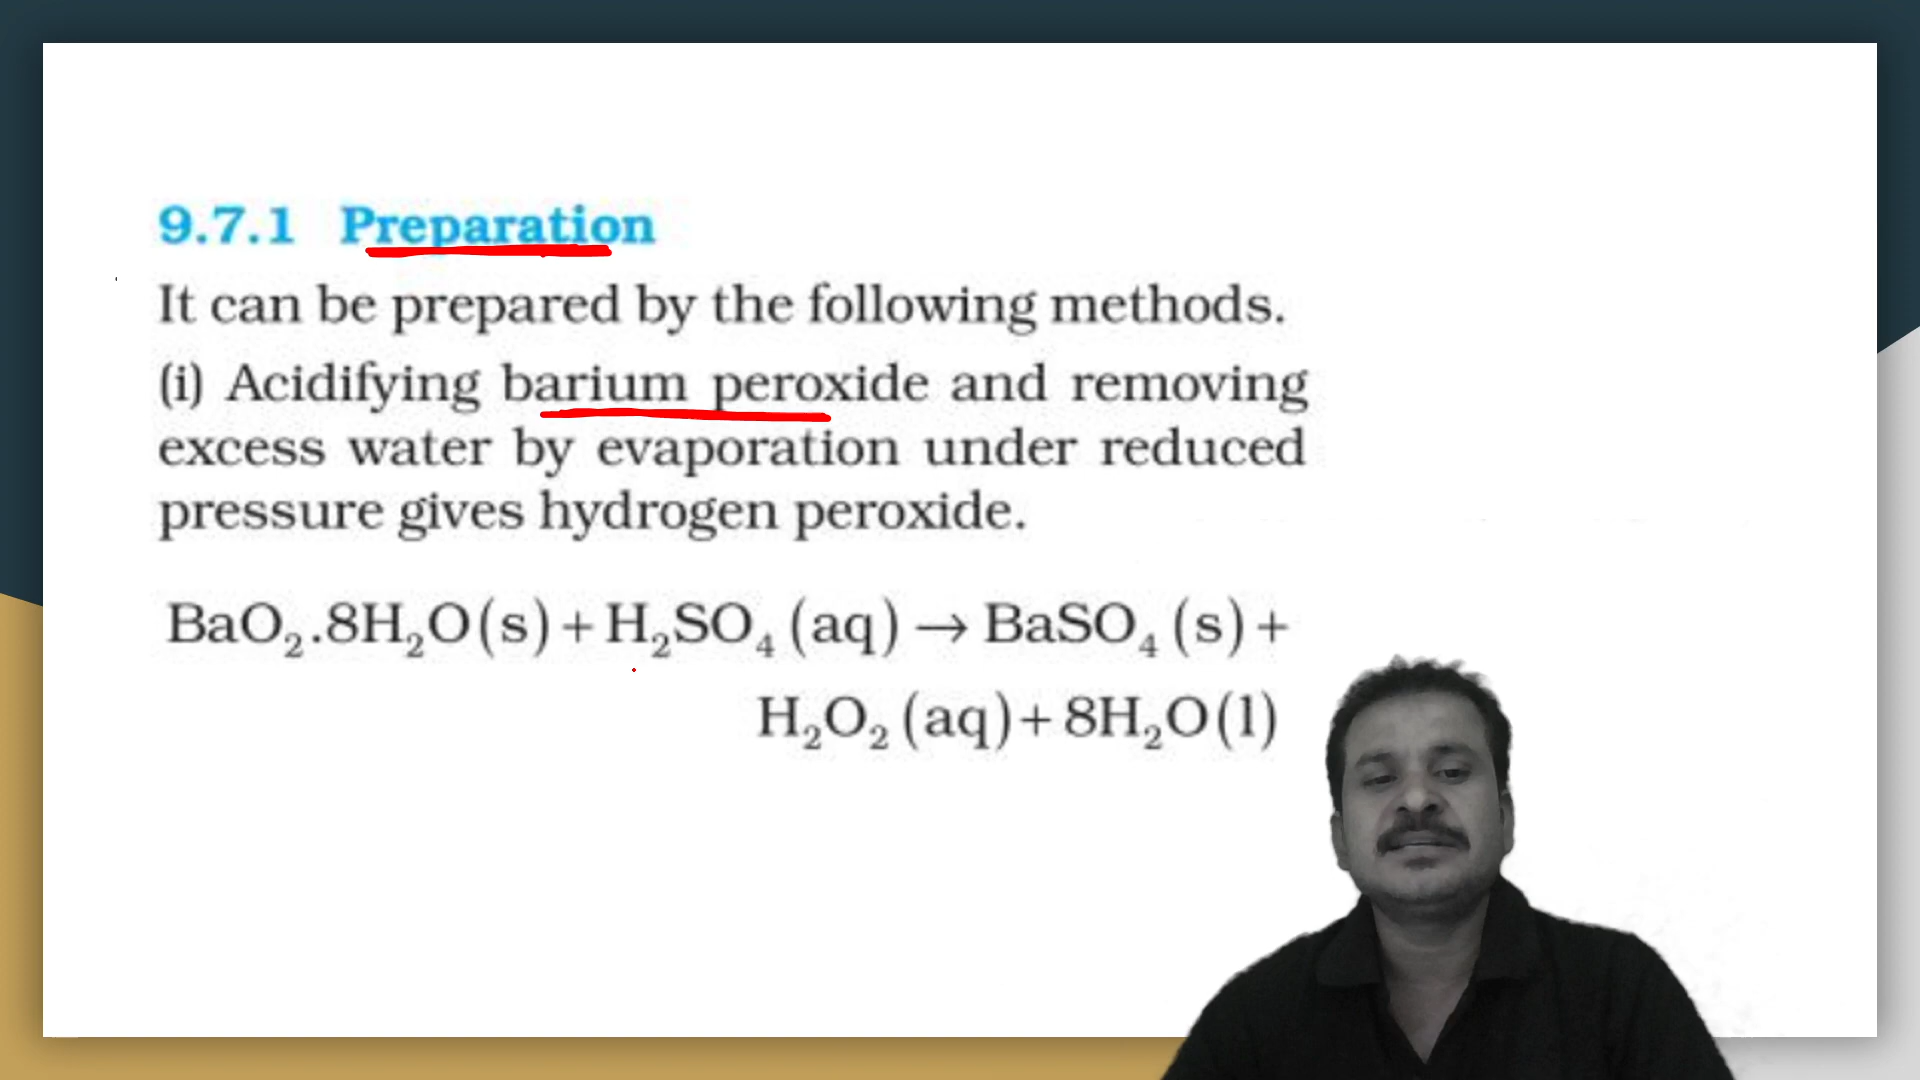 9.7.1 Preparation
It can be prepared by the following methods.
(i) Acidifying barium peroxide and removing
excess water by evaporation under reduced
pressure gives hydrogen peroxide.
BaO₂.8H₂O(s)+H₂SO₄(aq)→BaSO₄(s)+
H₂O₂(aq)+8H₂O(l)